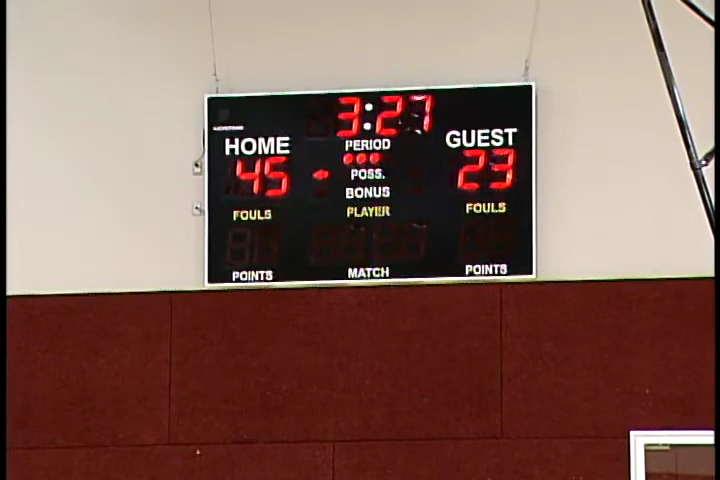 3:27
HOME PERIOD GUEST
45 POSS. 23
BONUS
FOULS PLAYER FOULS
POINTS MATCH POINTS